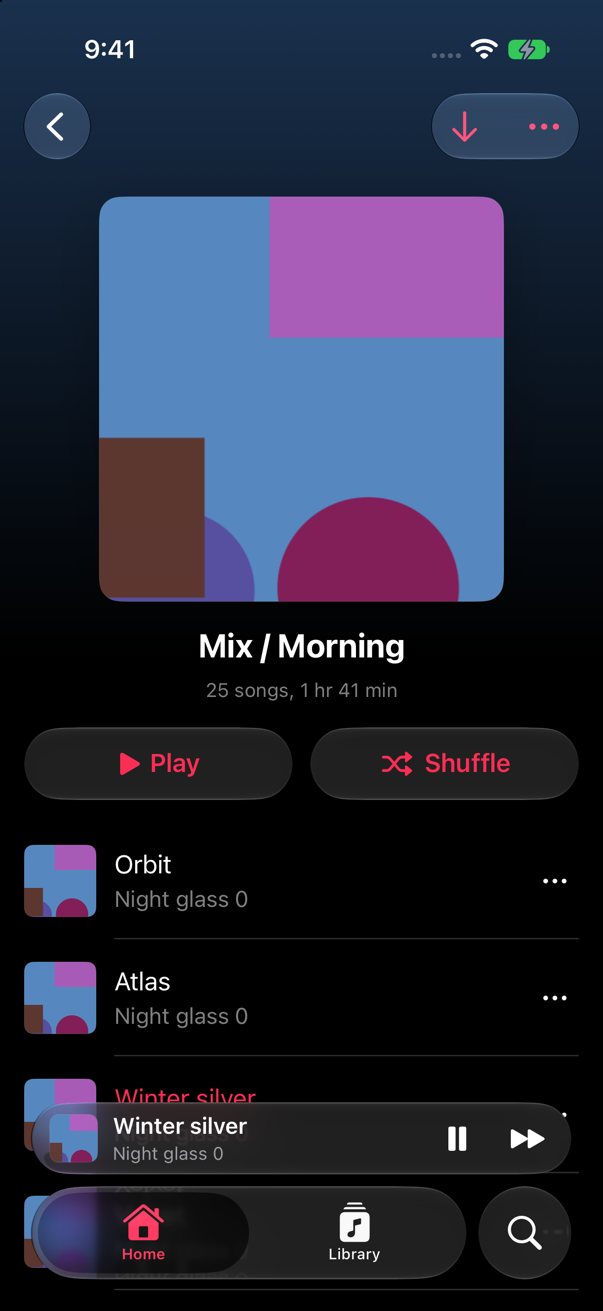 9:41
Mix / Morning
25 songs, 1 hr 41 min
Play
Shuffle
Orbit
Night glass 0
Atlas
Night glass 0
Winter silver
Winter silver
Night glass 0
Home
Library